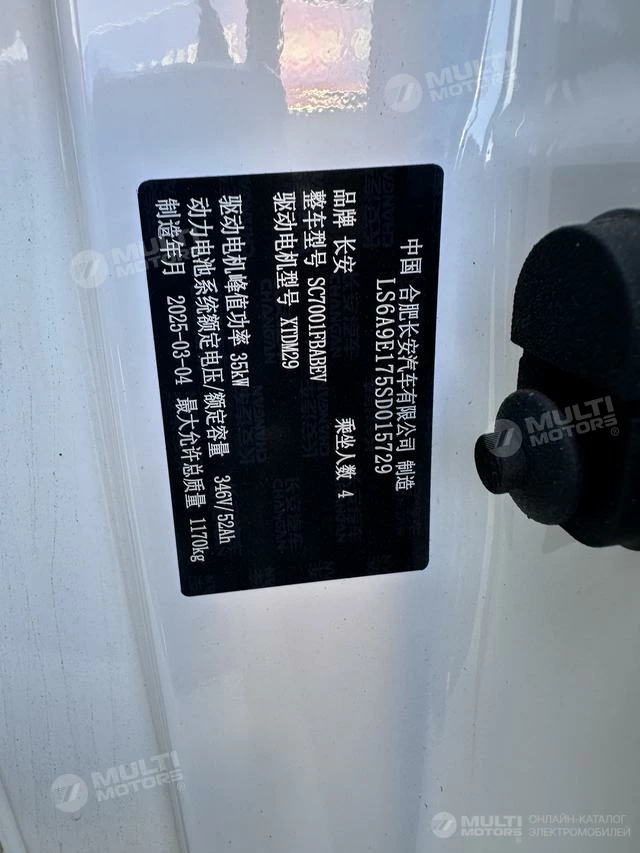 中国 合肥长安汽车有限公司 制造
LS6A9E175SD015729
品牌 长安 乘坐人数 4
整车型号 SC7001FBABEV
驱动电机型号 XTDM29
驱动电机峰值功率 35kW
动力电池系统额定电压/额定容量 346V/52Ah
制造年月 2025-03-04 最大允许总质量 1170kg
MULTI MOTORS
MULTI MOTORS
MULTI MOTORS
MULTI MOTORS
MULTI MOTORS ОНЛАЙН-КАТАЛОГ ЭЛЕКТРОМОБИЛЕЙ